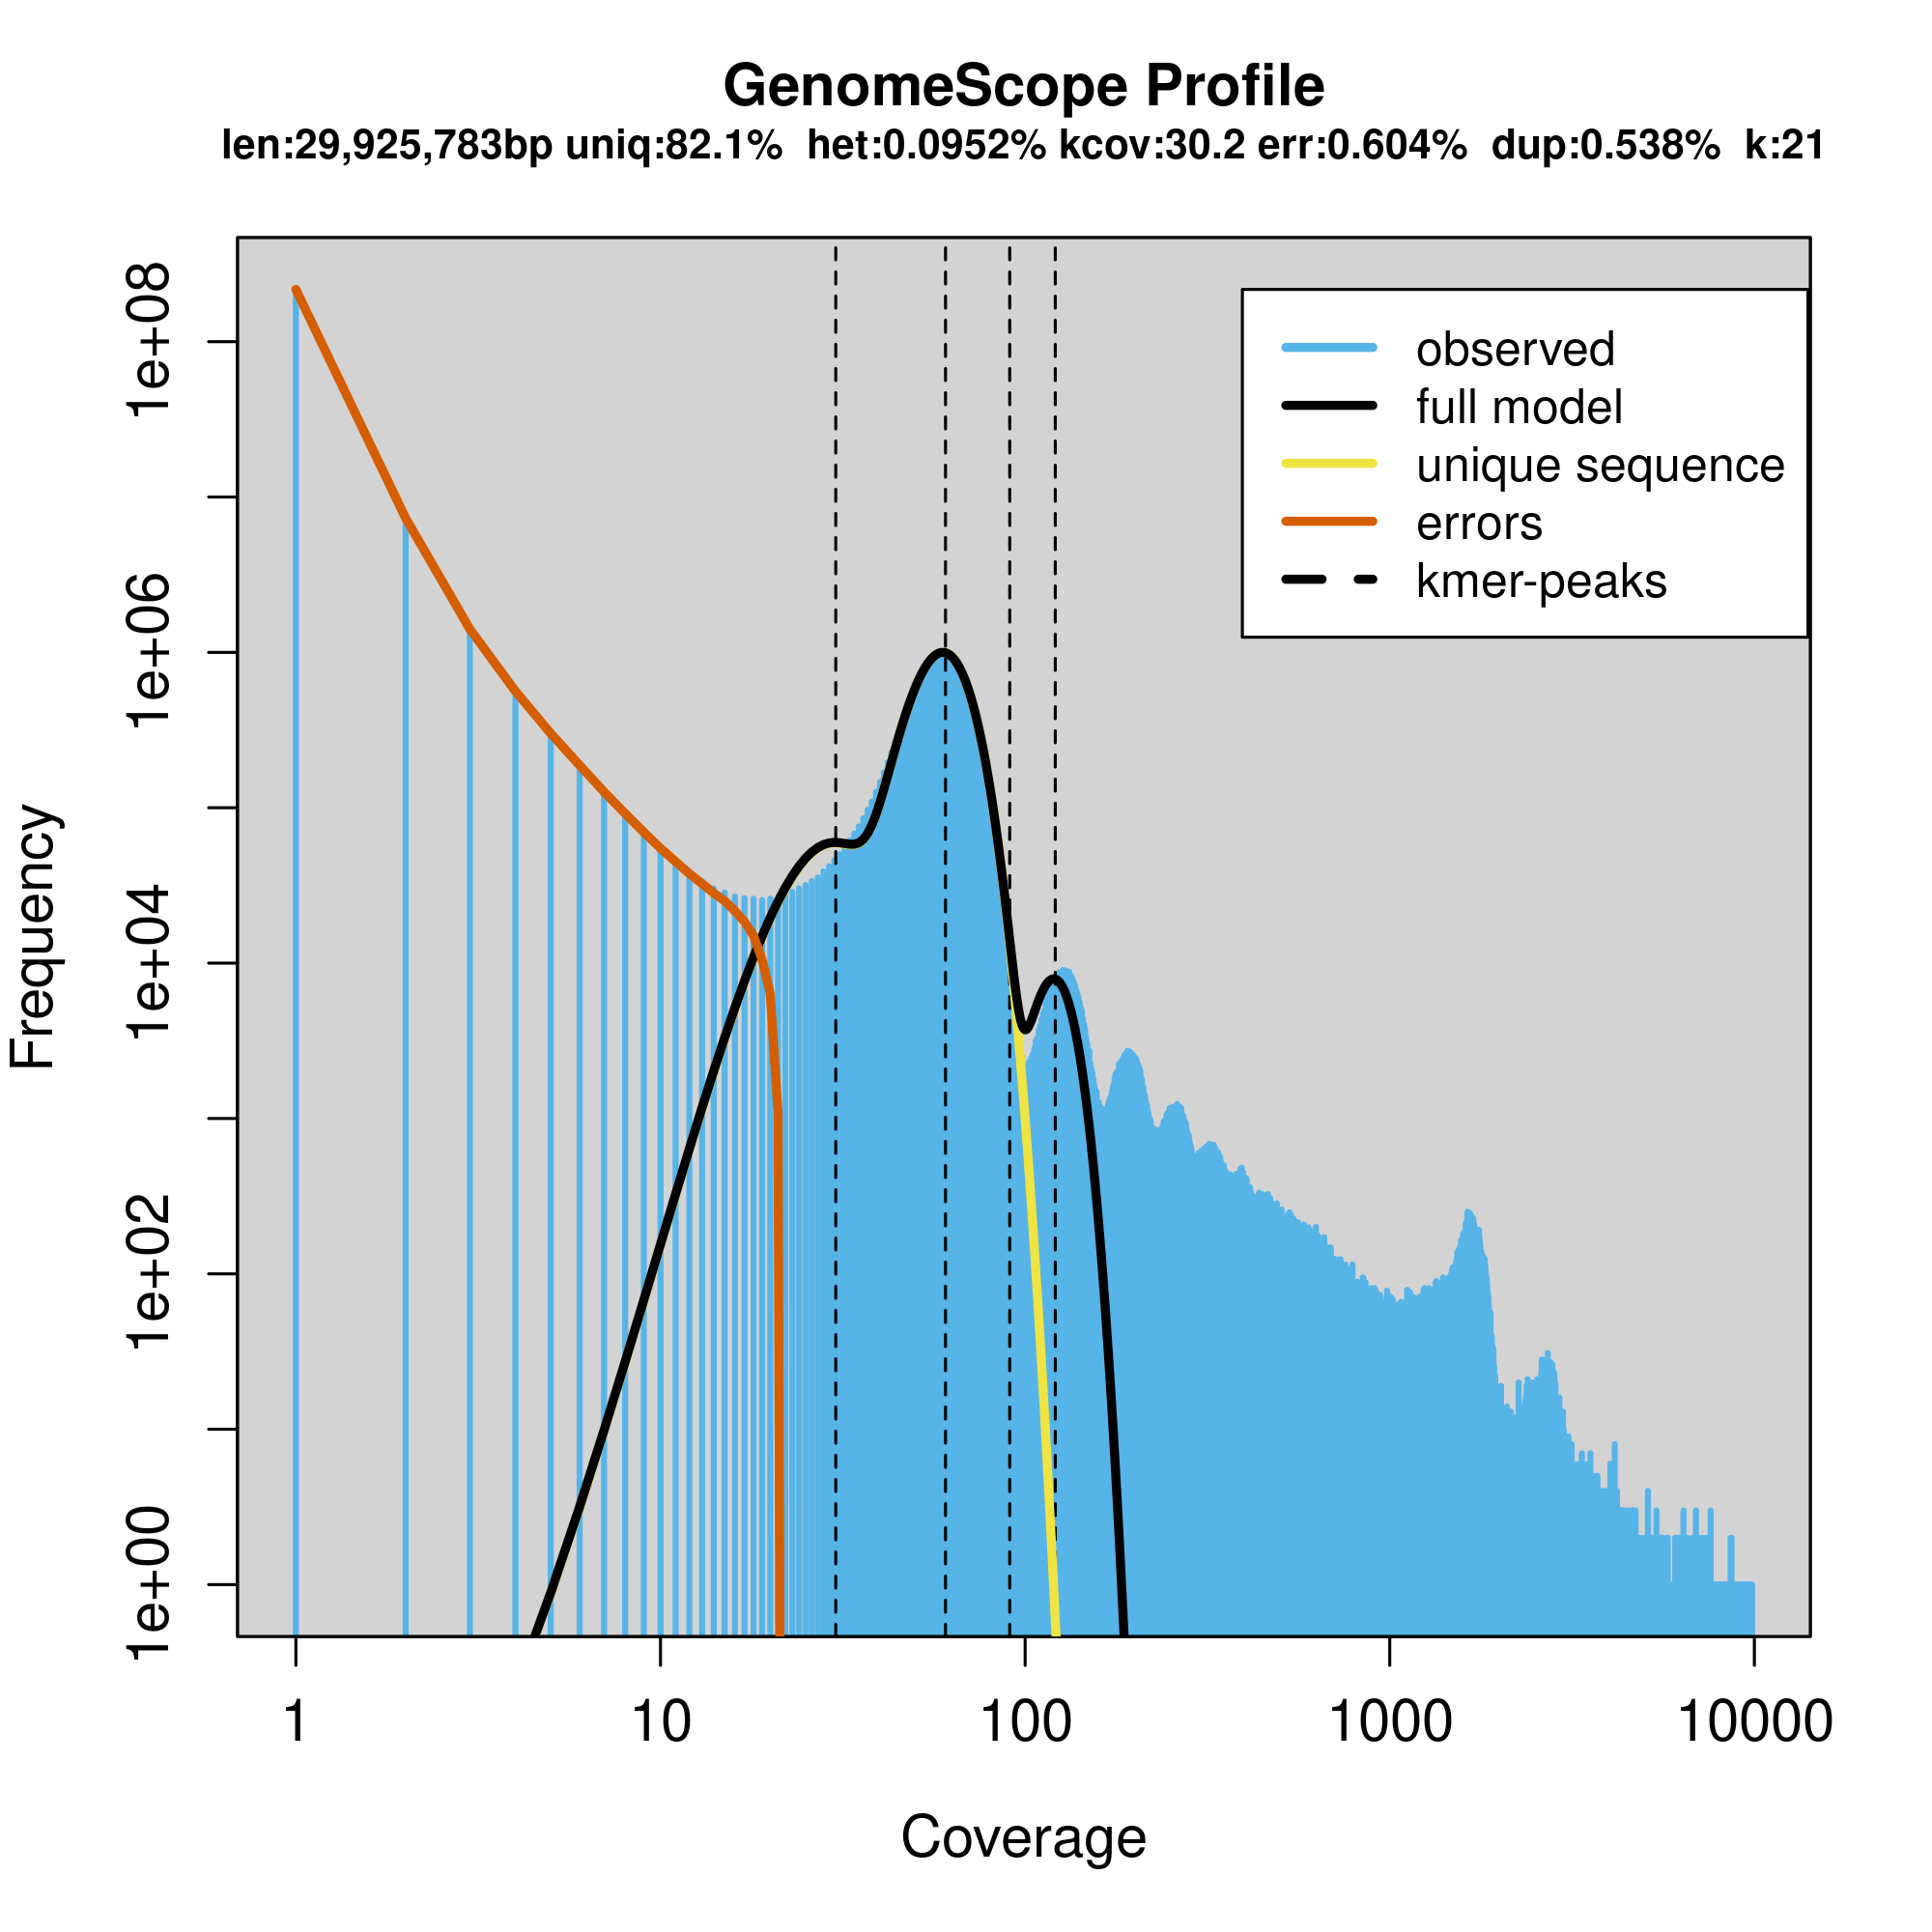 GenomeScope Profile
len:29,925,783bp uniq:82.1% het:0.0952% kcov:30.2 err:0.604% dup:0.538% k:21
observed
full model
unique sequence
errors
kmer-peaks
Frequency
1e+08
1e+06
1e+04
1e+02
1e+00
1 10 100 1000 10000
Coverage